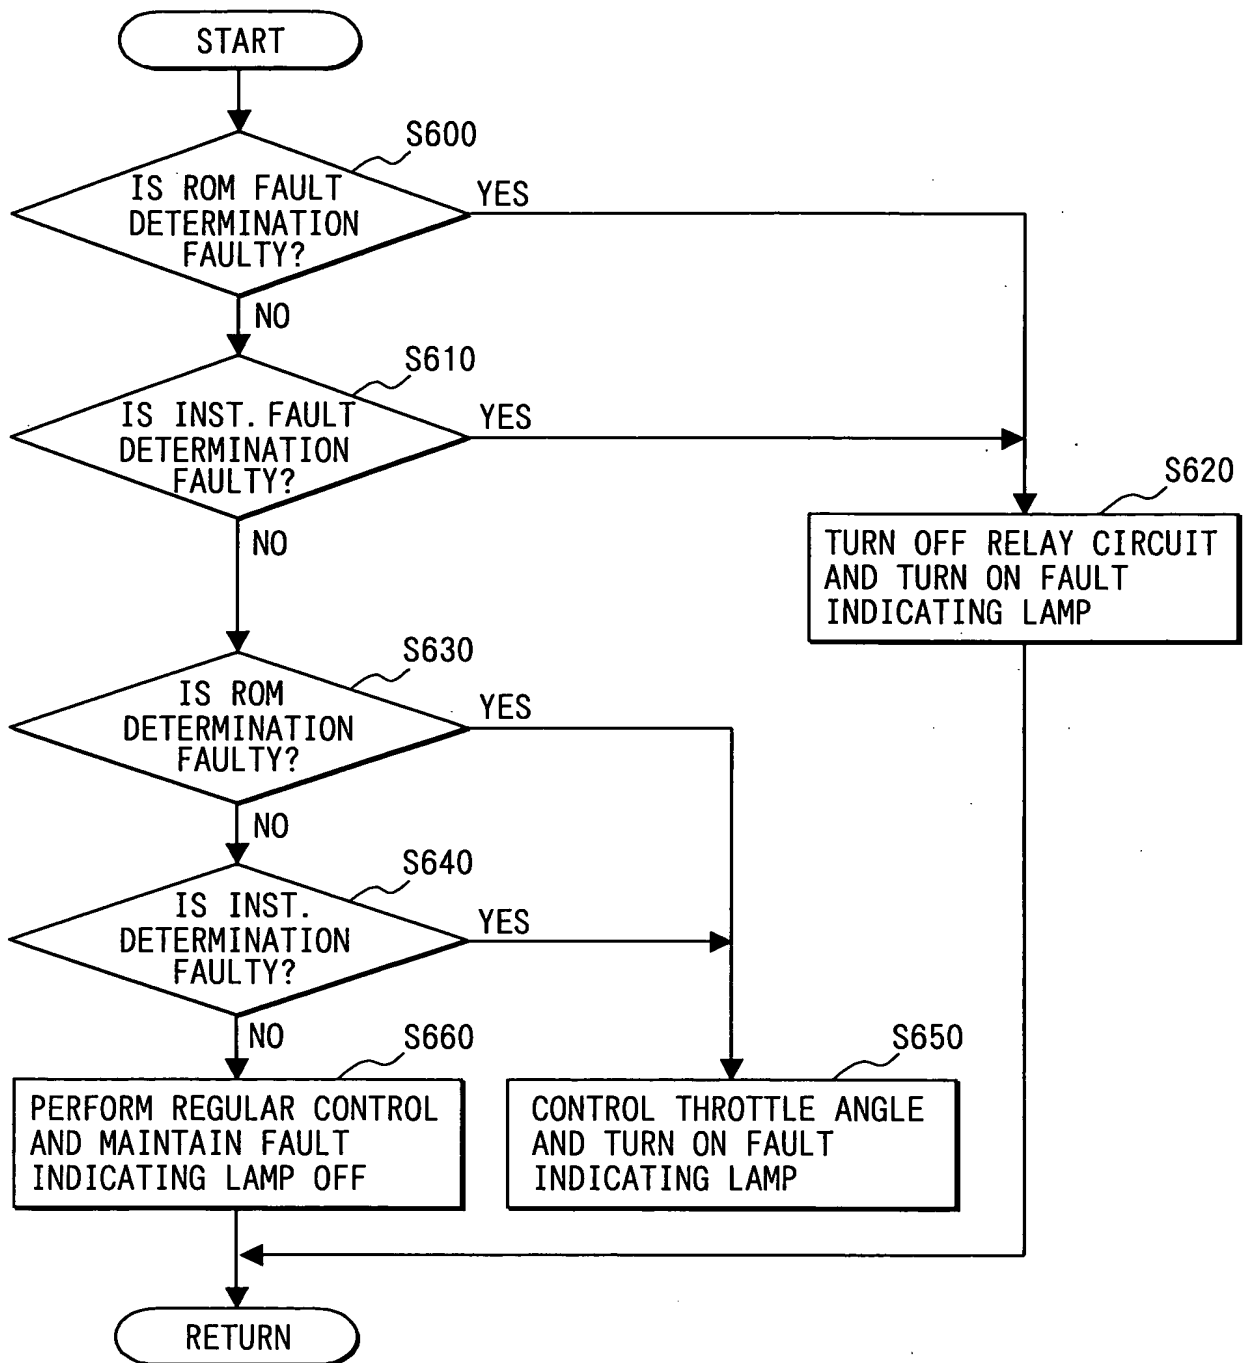 START
S600
IS ROM FAULT
DETERMINATION
FAULTY?
YES
NO
S610
IS INST. FAULT
DETERMINATION
FAULTY?
YES
NO
S620
TURN OFF RELAY CIRCUIT
AND TURN ON FAULT
INDICATING LAMP
S630
IS ROM
DETERMINATION
FAULTY?
YES
NO
S640
IS INST.
DETERMINATION
FAULTY?
YES
NO
S660
PERFORM REGULAR CONTROL
AND MAINTAIN FAULT
INDICATING LAMP OFF
S650
CONTROL THROTTLE ANGLE
AND TURN ON FAULT
INDICATING LAMP
RETURN